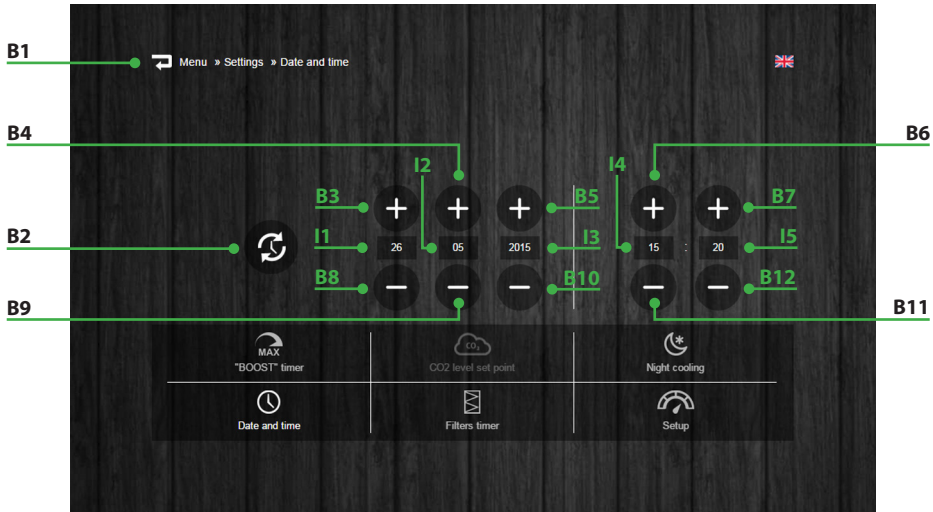 B1
Menu » Settings » Date and time
B4
B6
I2
I4
B3
B5
B7
B2
I1
26
05
2015
I3
15 : 20
I5
B8
B10
B12
B9
B11
MAX
"BOOST" timer
CO2
CO2 level set point
Night cooling
Date and time
Filters timer
Setup